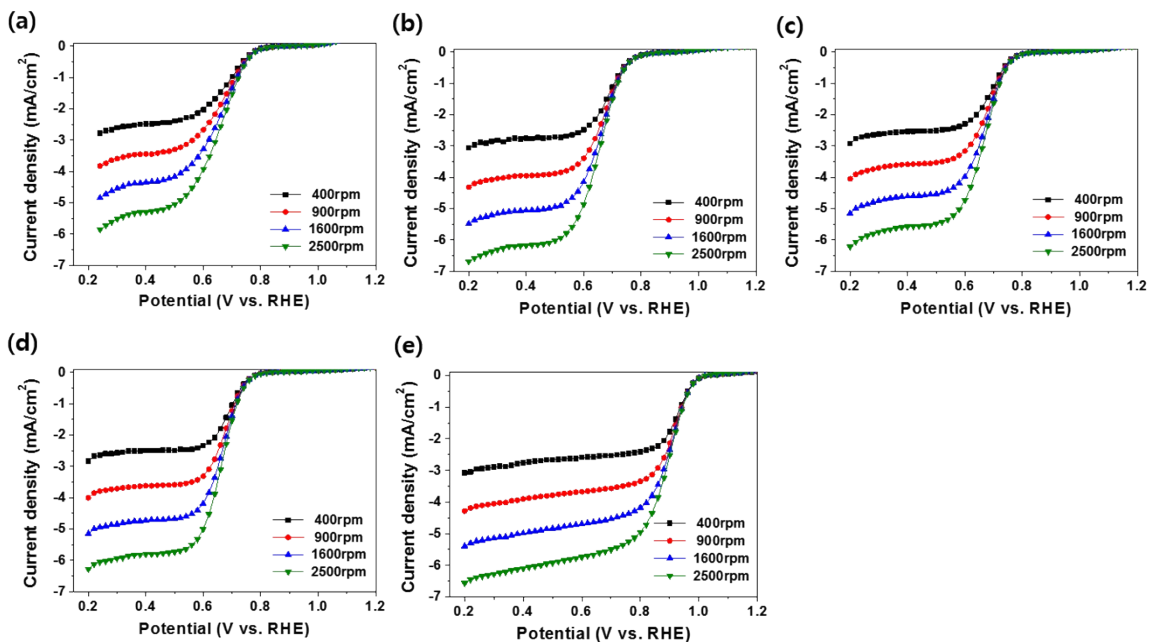 (a)
Current density (mA/cm²)
0
-1
-2
-3
-4
-5
-6
-7
400rpm
900rpm
1600rpm
2500rpm
0.2 0.4 0.6 0.8 1.0 1.2
Potential (V vs. RHE)
(b)
Current density (mA/cm²)
0
-1
-2
-3
-4
-5
-6
-7
400rpm
900rpm
1600rpm
2500rpm
0.2 0.4 0.6 0.8 1.0 1.2
Potential (V vs. RHE)
(c)
Current density (mA/cm²)
0
-1
-2
-3
-4
-5
-6
-7
400rpm
900rpm
1600rpm
2500rpm
0.2 0.4 0.6 0.8 1.0 1.2
Potential (V vs. RHE)
(d)
Current density (mA/cm²)
0
-1
-2
-3
-4
-5
-6
-7
400rpm
900rpm
1600rpm
2500rpm
0.2 0.4 0.6 0.8 1.0 1.2
Potential (V vs. RHE)
(e)
Current density (mA/cm²)
0
-1
-2
-3
-4
-5
-6
-7
400rpm
900rpm
1600rpm
2500rpm
0.2 0.4 0.6 0.8 1.0 1.2
Potential (V vs. RHE)